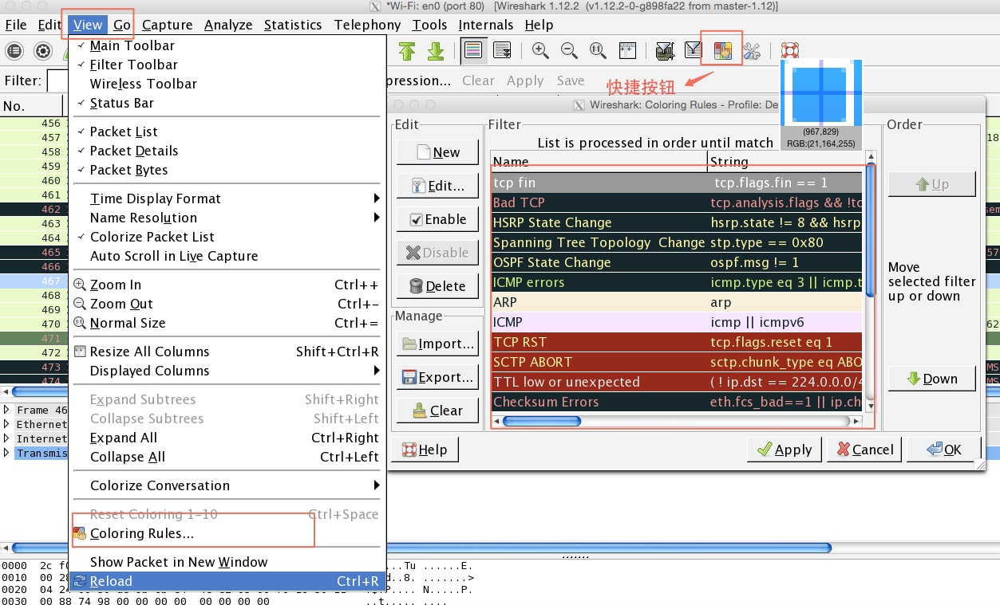 *Wi-Fi: en0 (port 80) [Wireshark 1.12.2 (v1.12.2-0-g898fa22 from master-1.12)]
File Edit View Go Capture Analyze Statistics Telephony Tools Internals Help
Filter: pression... Clear Apply Save
快捷按钮
No.
456
457
458
459
460
461
462
463
464
465
466
467
468
469
470
471
472
473
474
Main Toolbar
Filter Toolbar
Wireless Toolbar
Status Bar
Packet List
Packet Details
Packet Bytes
Time Display Format
Name Resolution
Colorize Packet List
Auto Scroll in Live Capture
Zoom In Ctrl++
Zoom Out Ctrl+-
Normal Size Ctrl+=
Resize All Columns Shift+Ctrl+R
Displayed Columns
Expand Subtrees Shift+Right
Collapse Subtrees Shift+Left
Expand All Ctrl+Right
Collapse All Ctrl+Left
Colorize Conversation
Reset Coloring 1-10 Ctrl+Space
Coloring Rules...
Show Packet in New Window
Reload Ctrl+R
Wireshark: Coloring Rules - Profile: De
(967,829)
RGB:(21,164,255)
Edit
New
Edit...
Enable
Disable
Delete
Manage
Import...
Export...
Clear
Filter
List is processed in order until match
Name String
tcp fin tcp.flags.fin == 1
Bad TCP tcp.analysis.flags && !tc
HSRP State Change hsrp.state != 8 && hsrp
Spanning Tree Topology Change stp.type == 0x80
OSPF State Change ospf.msg != 1
ICMP errors icmp.type eq 3 || icmp.t
ARP arp
ICMP icmp || icmpv6
TCP RST tcp.flags.reset eq 1
SCTP ABORT sctp.chunk_type eq ABO
TTL low or unexpected ( ! ip.dst == 224.0.0.0/4
Checksum Errors eth.fcs_bad==1 || ip.ch
Order
Up
Move
selected filter
up or down
Down
Help Apply Cancel OK
Frame 46
Ethernet
Internet
Transmis
0000 2c f0 ...Tu ......E.
0010 00 28 d..8. .......>
0020 04 24
0030 00 88 74 98 00 00 00 00 00 00 00 00 ..t..... ....